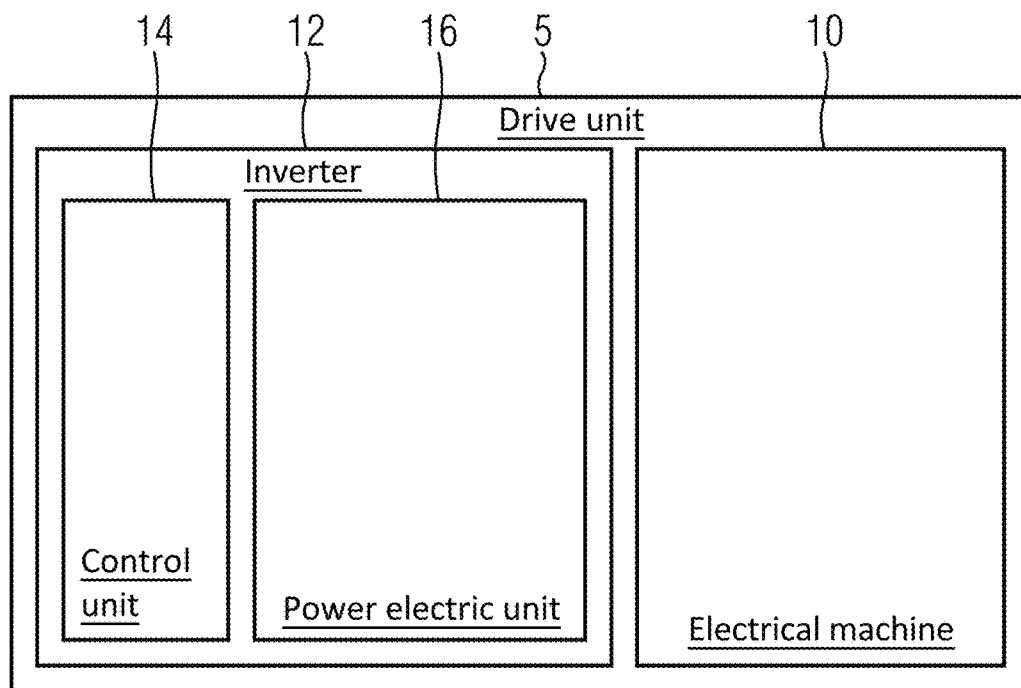 14 12 16 5 10
Drive unit
Inverter
Control
unit
Power electric unit
Electrical machine